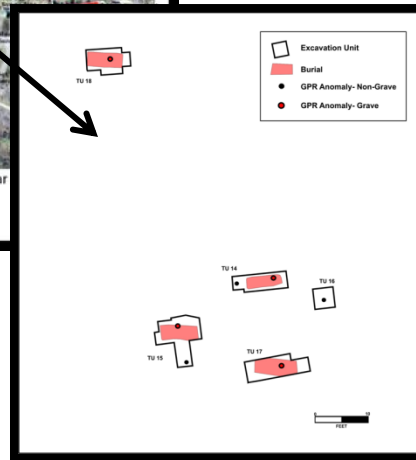 Excavation Unit
Burial
GPR Anomaly- Non-Grave
GPR Anomaly- Grave
TU 18
TU 14
TU 16
TU 15
TU 17
0 10
FEET